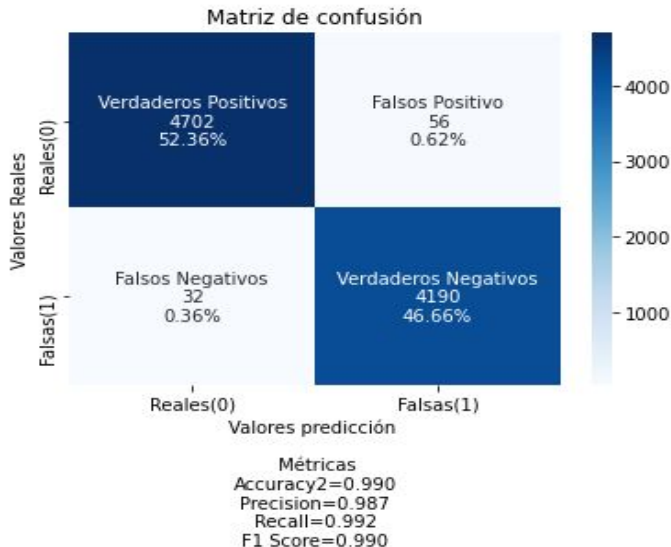 Matriz de confusión
Valores Reales
Reales(0)
Falsas(1)
Verdaderos Positivos
4702
52.36%
Falsos Positivo
56
0.62%
Falsos Negativos
32
0.36%
Verdaderos Negativos
4190
46.66%
4000
3000
2000
1000
Reales(0)
Falsas(1)
Valores predicción
Métricas
Accuracy2=0.990
Precision=0.987
Recall=0.992
F1 Score=0.990